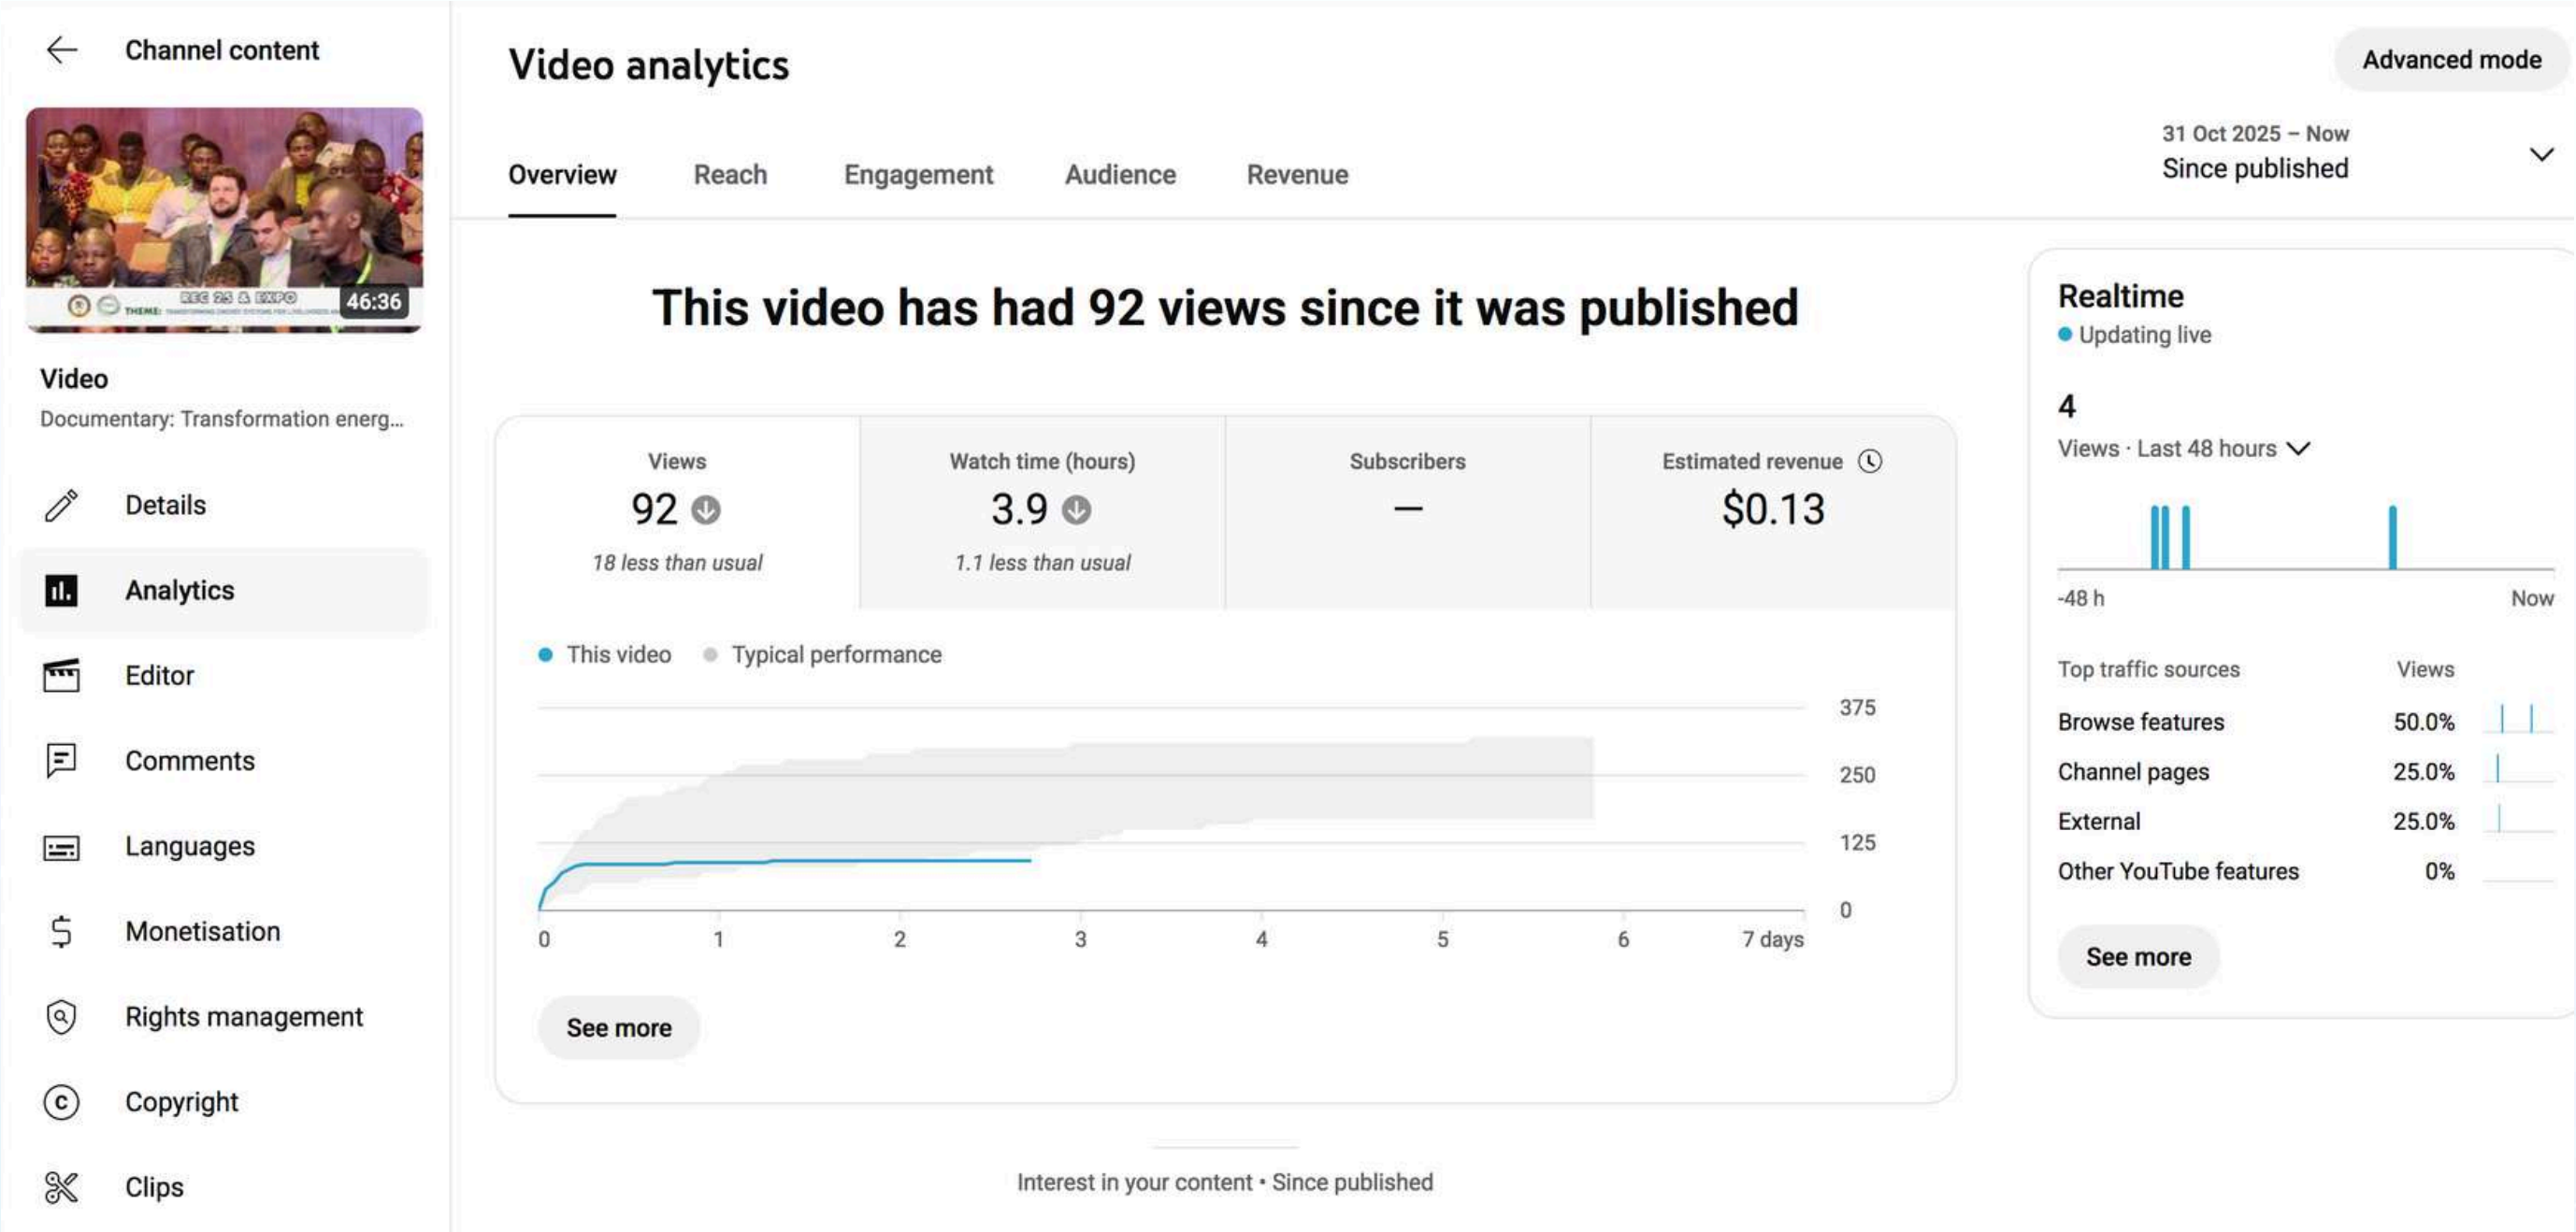 Channel content
REC 25 & EXPO
THEME:
46:36
Video
Documentary: Transformation energ...
Details
Analytics
Editor
Comments
Languages
Monetisation
Rights management
Copyright
Clips
Video analytics
Advanced mode
Overview Reach Engagement Audience Revenue
31 Oct 2025 – Now
Since published
This video has had 92 views since it was published
Views
92
18 less than usual
Watch time (hours)
3.9
1.1 less than usual
Subscribers
—
Estimated revenue
$0.13
This video Typical performance
375
250
125
0
0 1 2 3 4 5 6 7 days
See more
Interest in your content • Since published
Realtime
Updating live
4
Views · Last 48 hours
-48 h Now
Top traffic sources Views
Browse features 50.0%
Channel pages 25.0%
External 25.0%
Other YouTube features 0%
See more